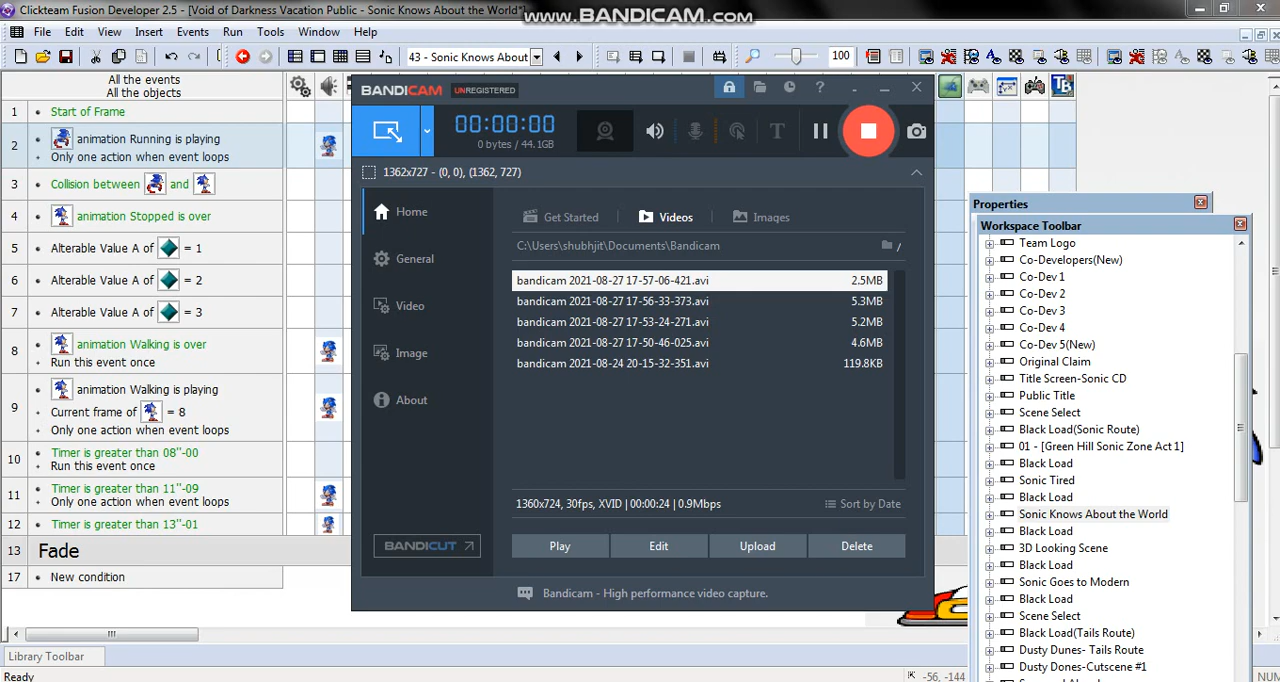 Clickteam Fusion Developer 2.5 - [Void of Darkness Vacation Public - Sonic Knows About the World*]
www.BANDICAM.com
File Edit View Insert Events Run Tools Window Help
43 - Sonic Knows About
100
All the events
All the objects
1 • Start of Frame
2 • animation Running is playing
• Only one action when event loops
3 • Collision between and
4 • animation Stopped is over
5 • Alterable Value A of = 1
6 • Alterable Value A of = 2
7 • Alterable Value A of = 3
8 • animation Walking is over
Run this event once
9 • animation Walking is playing
• Current frame of = 8
• Only one action when event loops
10 • Timer is greater than 08"-00
Run this event once
11 • Timer is greater than 11"-09
• Only one action when event loops
12 • Timer is greater than 13"-01
13 Fade
17 • New condition
Library Toolbar
Ready
BANDICAM UNREGISTERED
00:00:00
0 bytes / 44.1GB
1362x727 - (0, 0), (1362, 727)
Home
General
Video
Image
About
BANDICUT
Get Started
Videos
Images
C:\Users\shubhjit\Documents\Bandicam
bandicam 2021-08-27 17-57-06-421.avi 2.5MB
bandicam 2021-08-27 17-56-33-373.avi 5.3MB
bandicam 2021-08-27 17-53-24-271.avi 5.2MB
bandicam 2021-08-27 17-50-46-025.avi 4.6MB
bandicam 2021-08-24 20-15-32-351.avi 119.8KB
1360x724, 30fps, XVID | 00:00:24 | 0.9Mbps
Sort by Date
Play Edit Upload Delete
Bandicam - High performance video capture.
Properties
Workspace Toolbar
Team Logo
Co-Developers(New)
Co-Dev 1
Co-Dev 2
Co-Dev 3
Co-Dev 4
Co-Dev 5(New)
Original Claim
Title Screen-Sonic CD
Public Title
Scene Select
Black Load(Sonic Route)
01 - [Green Hill Sonic Zone Act 1]
Black Load
Sonic Tired
Black Load
Sonic Knows About the World
Black Load
3D Looking Scene
Black Load
Sonic Goes to Modern
Black Load
Scene Select
Black Load(Tails Route)
Dusty Dunes- Tails Route
Dusty Dones-Cutscene #1
-56, -144
NUM